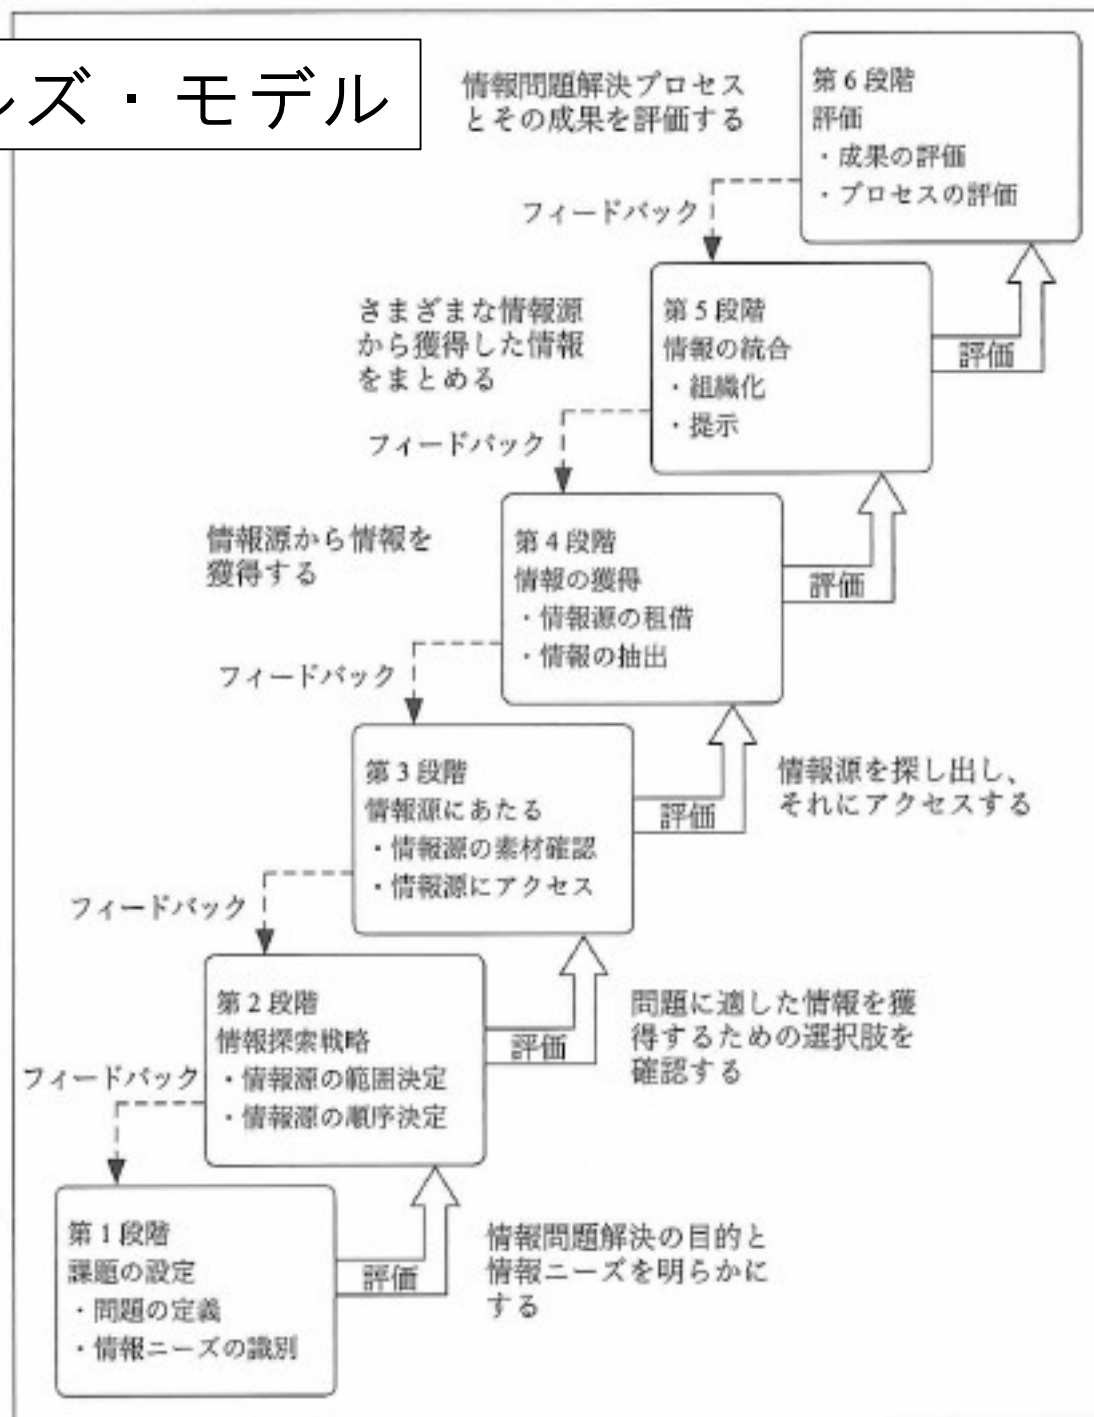 ルズ・モデル
情報問題解決プロセス
とその成果を評価する
第6段階
評価
・成果の評価
・プロセスの評価
フィードバック
さまざまな情報源
から獲得した情報
をまとめる
第5段階
情報の統合
・組織化
・提示
評価
フィードバック
情報源から情報を
獲得する
第4段階
情報の獲得
・情報源の租借
・情報の抽出
評価
フィードバック
第3段階
情報源にあたる
・情報源の素材確認
・情報源にアクセス
評価
情報源を探し出し、
それにアクセスする
フィードバック
第2段階
情報探索戦略
・情報源の範囲決定
・情報源の順序決定
評価
問題に適した情報を獲
得するための選択肢を
確認する
フィードバック
第1段階
課題の設定
・問題の定義
・情報ニーズの識別
評価
情報問題解決の目的と
情報ニーズを明らかに
する